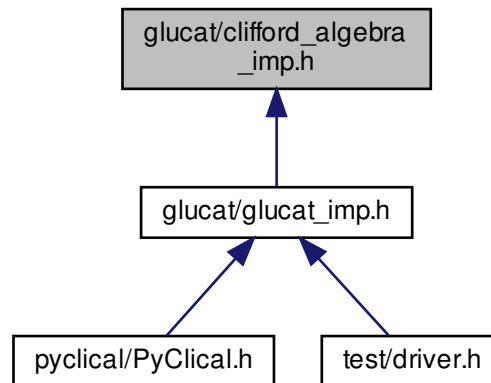 glucat/clifford_algebra
_imp.h
glucat/glucat_imp.h
pyclical/PyClical.h
test/driver.h